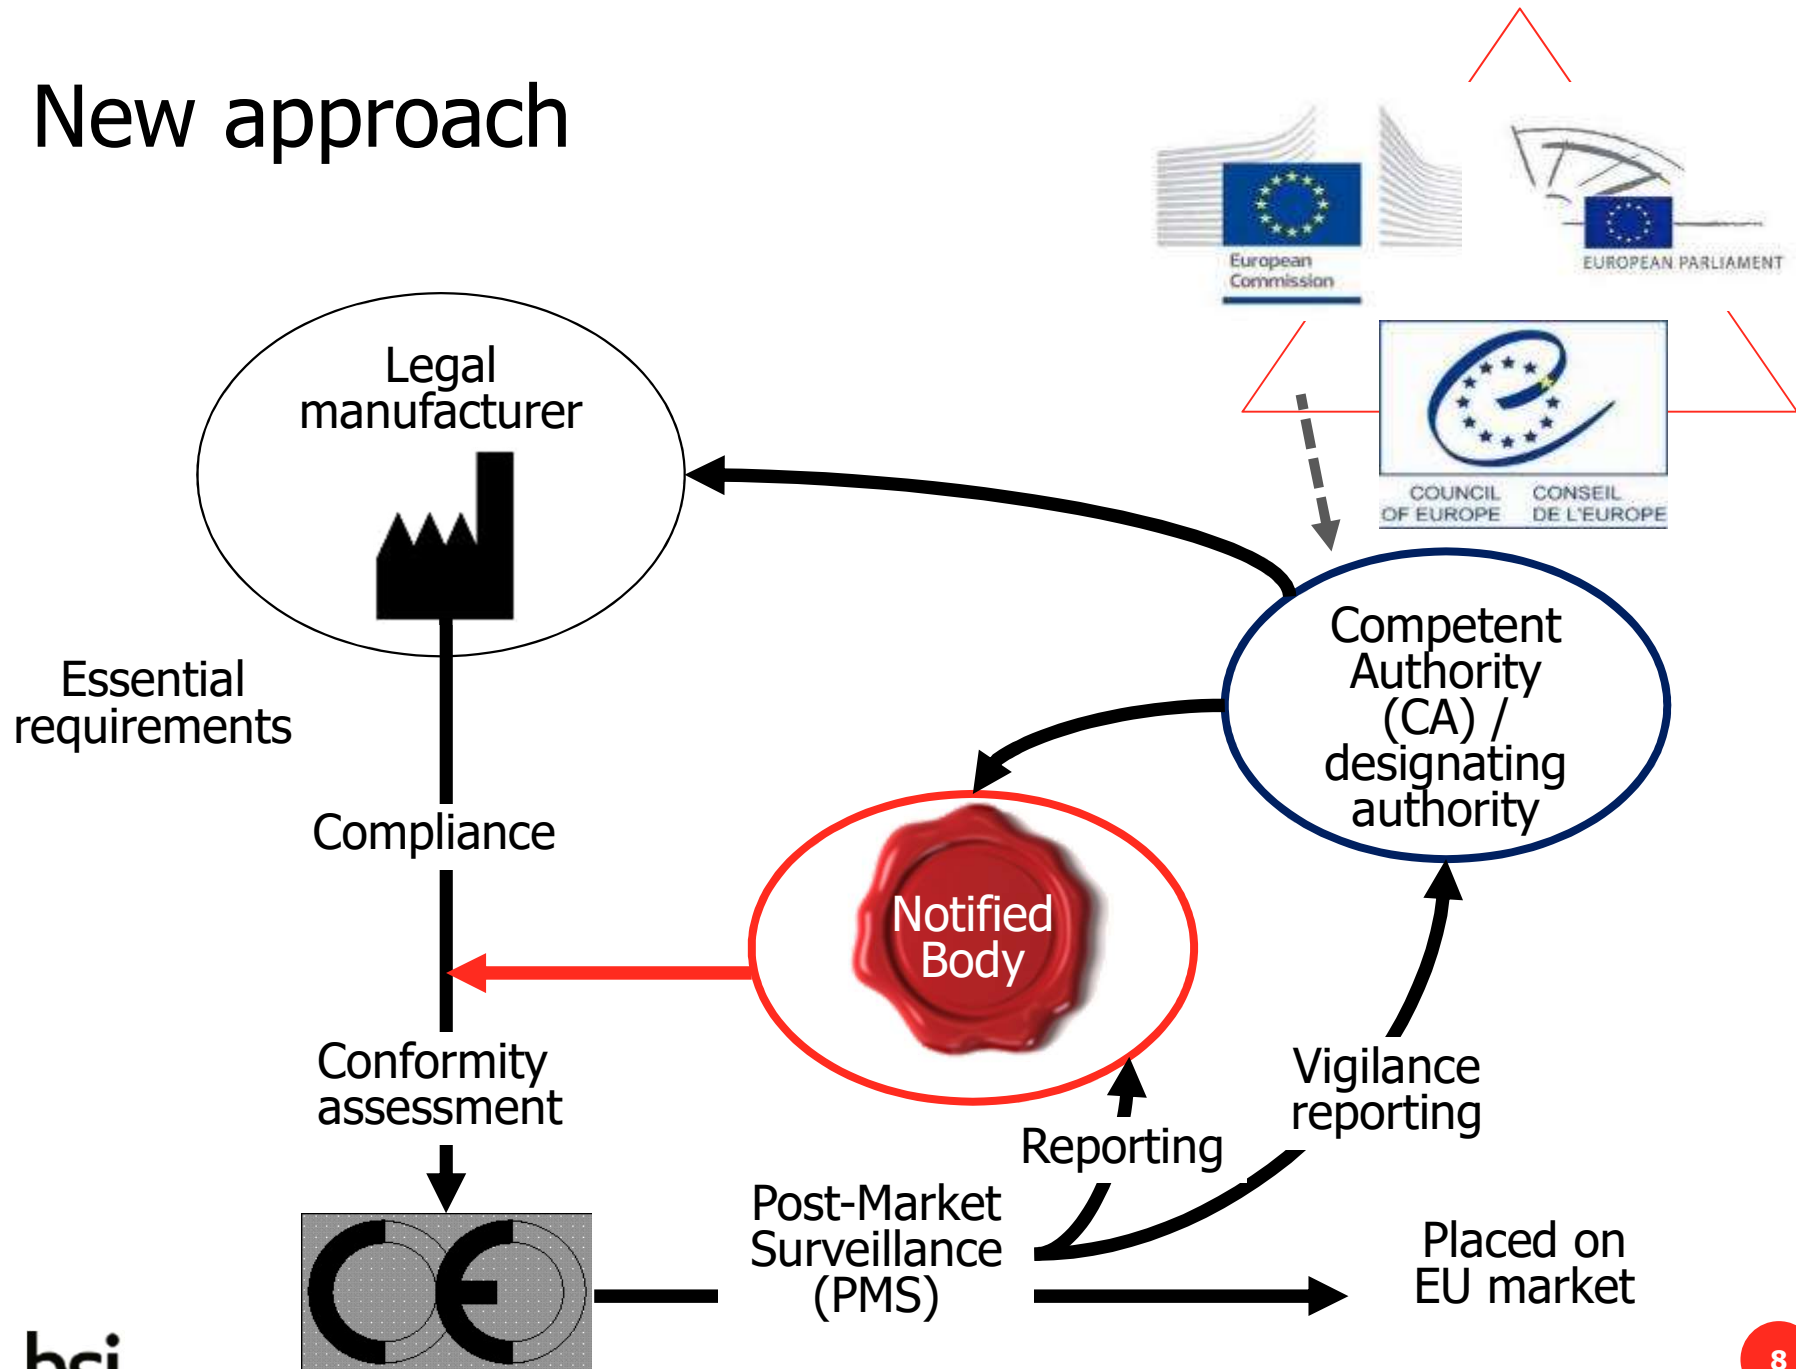 New approach
European
Commission
EUROPEAN PARLIAMENT
COUNCIL CONSEIL
OF EUROPE DE L'EUROPE
Legal
manufacturer
Essential
requirements
Competent
Authority
(CA) /
designating
authority
Compliance
Notified
Body
Conformity
assessment
Vigilance
reporting
Reporting
Post-Market
Surveillance
(PMS)
Placed on
EU market
CE
bsi
8